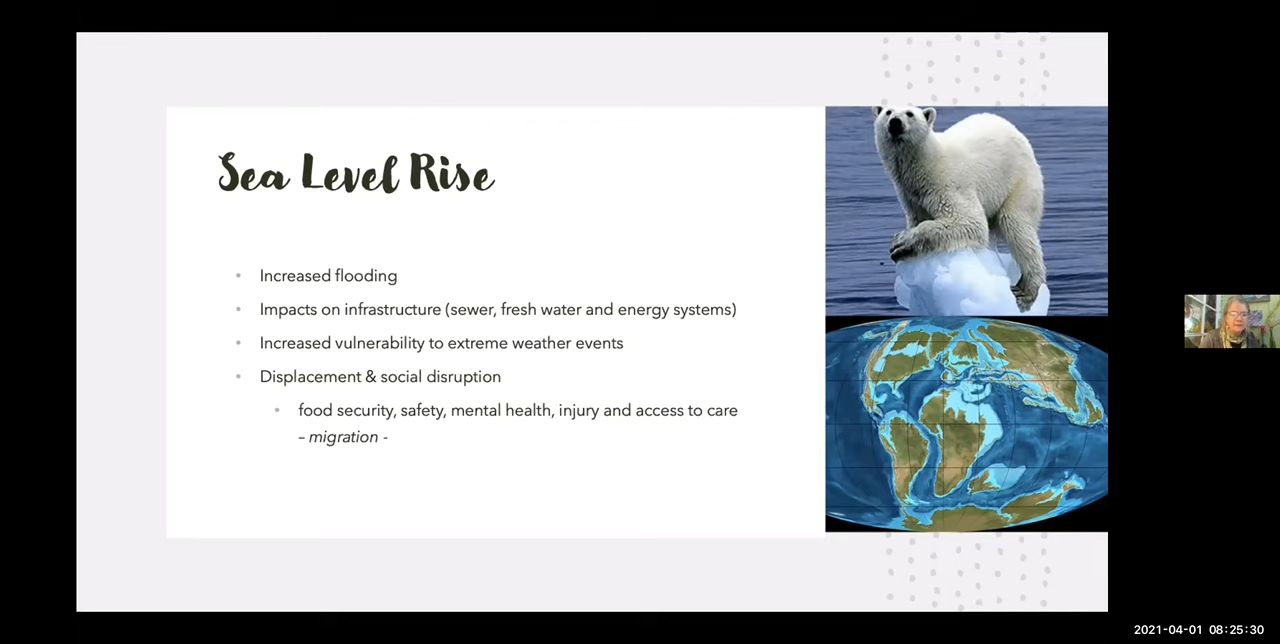 Sea Level Rise
• Increased flooding
• Impacts on infrastructure (sewer, fresh water and energy systems)
• Increased vulnerability to extreme weather events
• Displacement & social disruption
• food security, safety, mental health, injury and access to care
– migration -
2021-04-01 08:25:30